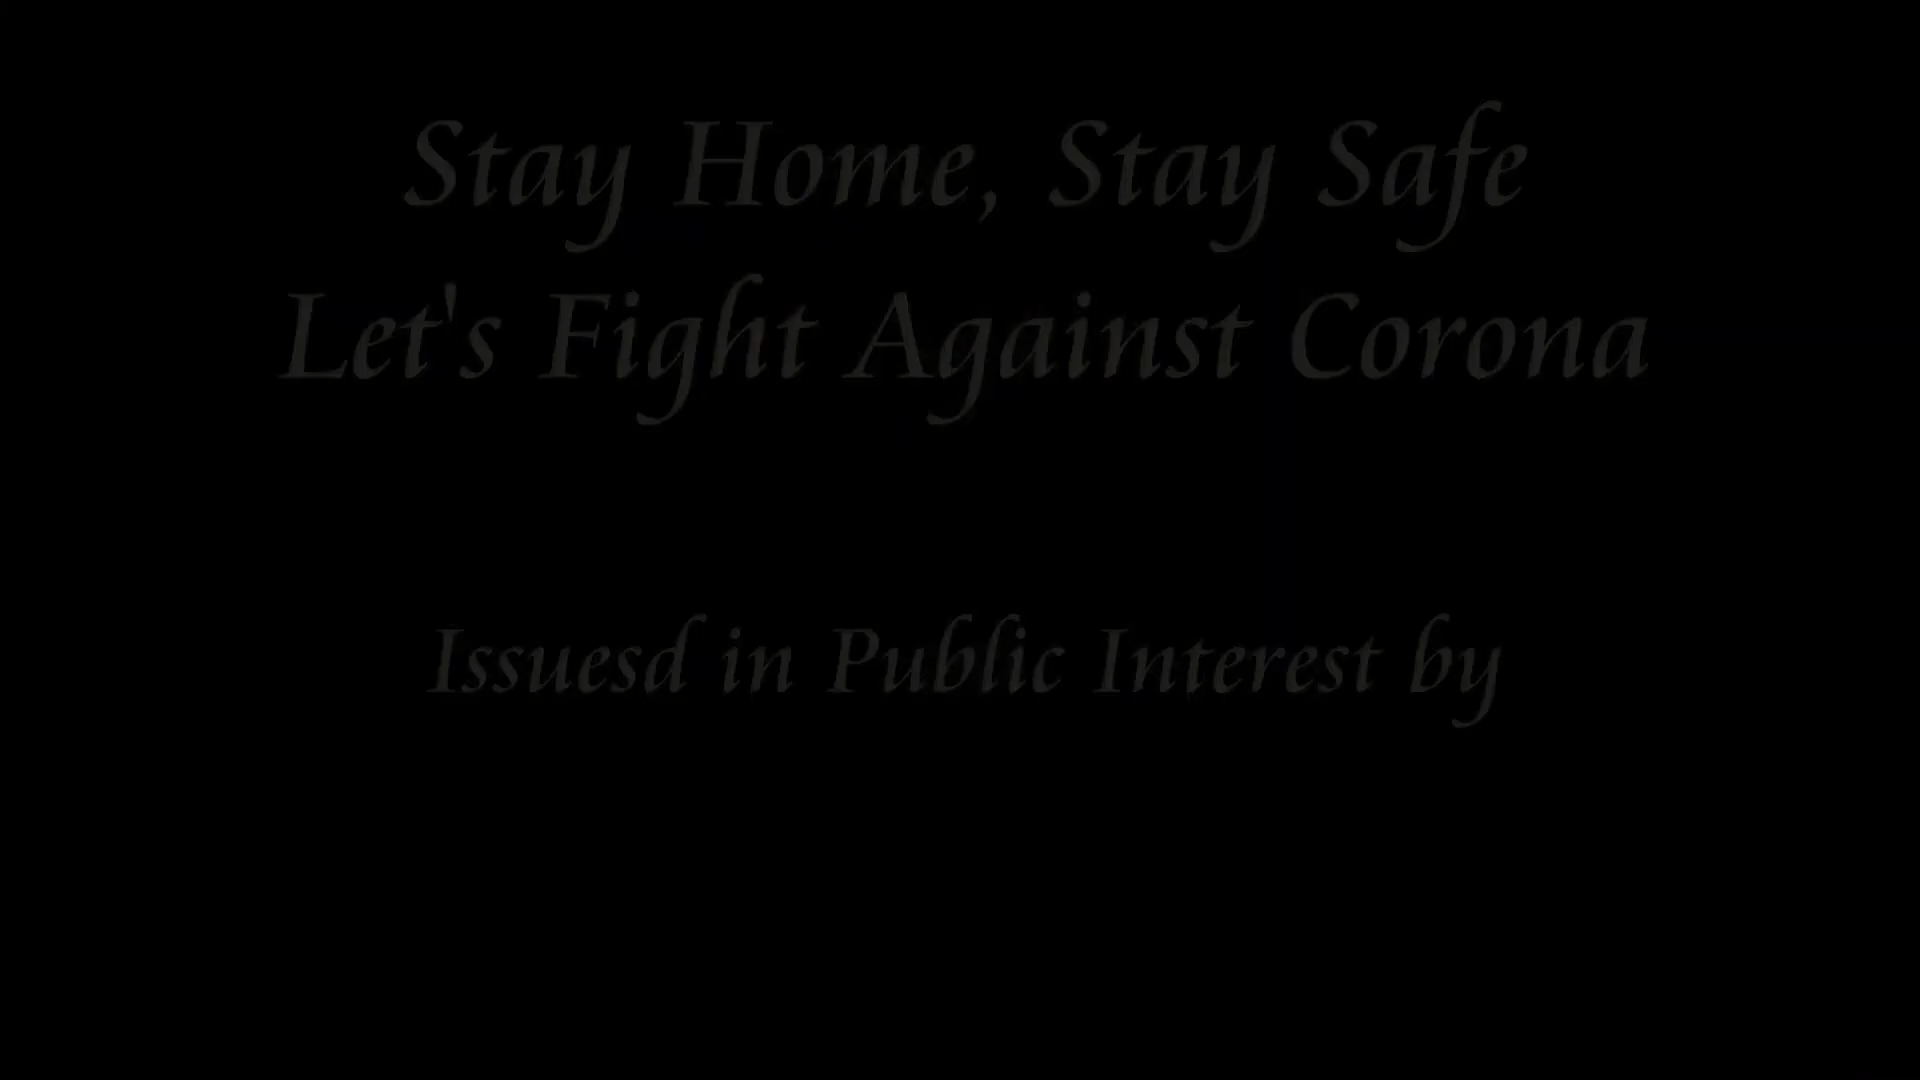 Stay Home, Stay Safe
Let's Fight Against Corona
Issuesd in Public Interest by